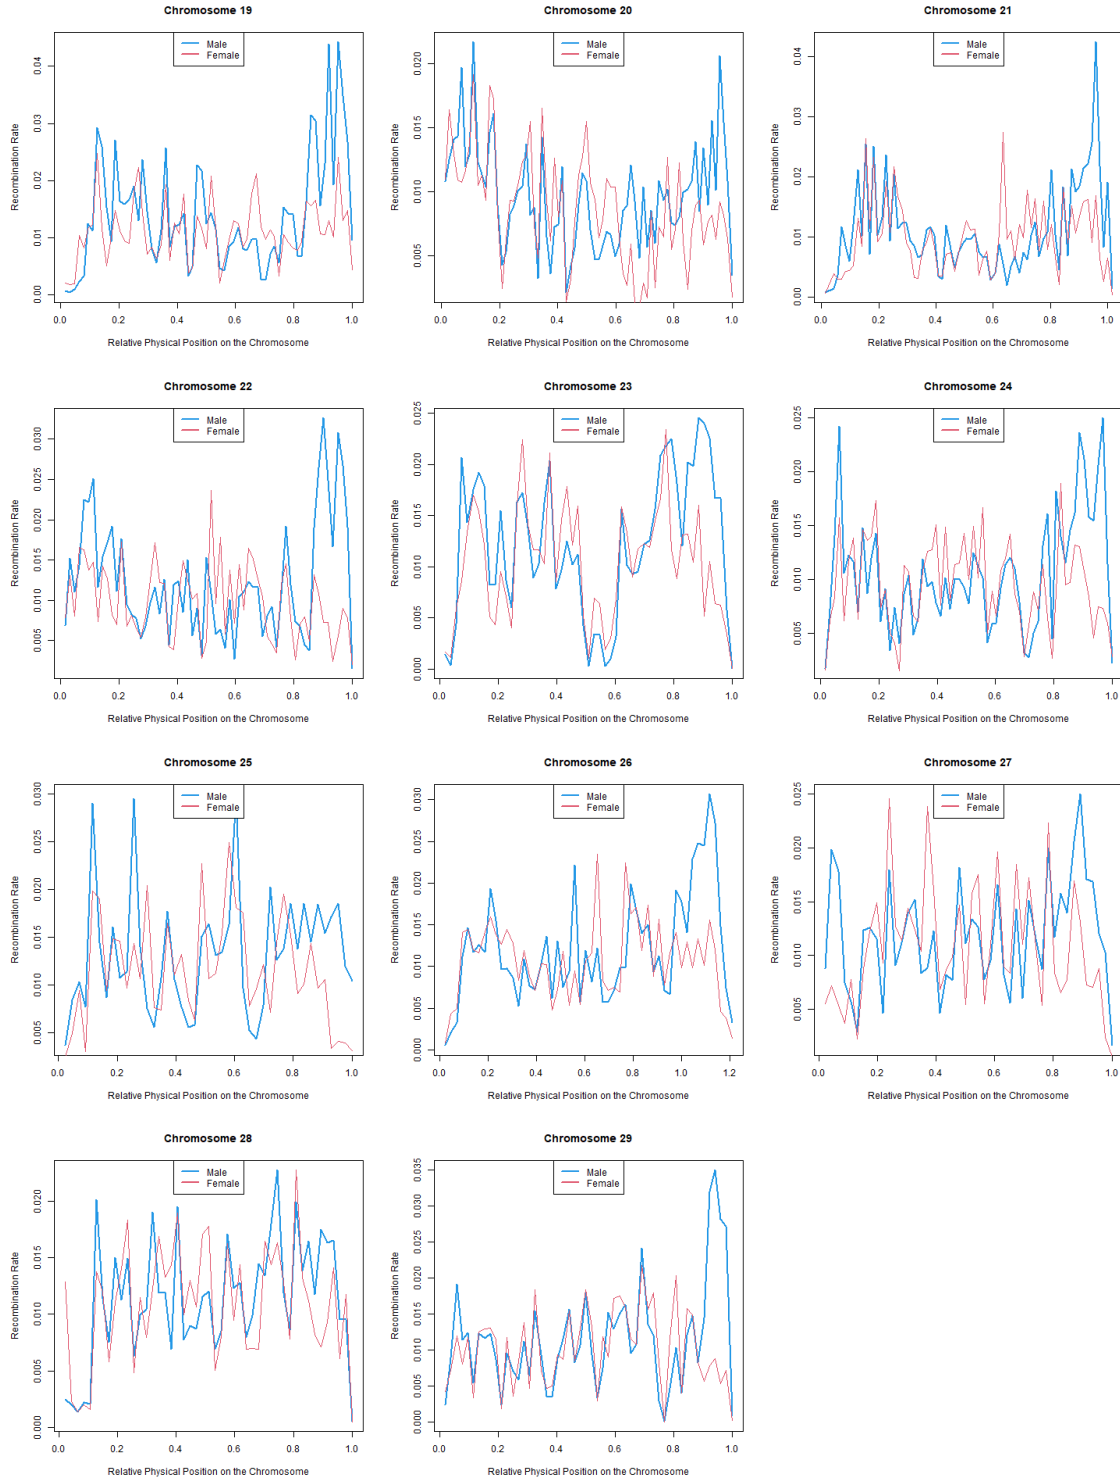 Chromosome 19
Male
Female
Recombination Rate
0.00 0.01 0.02 0.03 0.04
0.0 0.2 0.4 0.6 0.8 1.0
Relative Physical Position on the Chromosome
Chromosome 20
Male
Female
Recombination Rate
0.005 0.010 0.015 0.020
0.0 0.2 0.4 0.6 0.8 1.0
Relative Physical Position on the Chromosome
Chromosome 21
Male
Female
Recombination Rate
0.00 0.01 0.02 0.03 0.04
0.0 0.2 0.4 0.6 0.8 1.0
Relative Physical Position on the Chromosome
Chromosome 22
Male
Female
Recombination Rate
0.005 0.010 0.015 0.020 0.025 0.030
0.0 0.2 0.4 0.6 0.8 1.0
Relative Physical Position on the Chromosome
Chromosome 23
Male
Female
Recombination Rate
0.000 0.005 0.010 0.015 0.020 0.025
0.0 0.2 0.4 0.6 0.8 1.0
Relative Physical Position on the Chromosome
Chromosome 24
Male
Female
Recombination Rate
0.005 0.010 0.015 0.020 0.025
0.0 0.2 0.4 0.6 0.8 1.0
Relative Physical Position on the Chromosome
Chromosome 25
Male
Female
Recombination Rate
0.005 0.010 0.015 0.020 0.025 0.030
0.0 0.2 0.4 0.6 0.8 1.0
Relative Physical Position on the Chromosome
Chromosome 26
Male
Female
Recombination Rate
0.000 0.005 0.010 0.015 0.020 0.025 0.030
0.0 0.2 0.4 0.6 0.8 1.0 1.2
Relative Physical Position on the Chromosome
Chromosome 27
Male
Female
Recombination Rate
0.005 0.010 0.015 0.020 0.025
0.0 0.2 0.4 0.6 0.8 1.0
Relative Physical Position on the Chromosome
Chromosome 28
Male
Female
Recombination Rate
0.000 0.005 0.010 0.015 0.020
0.0 0.2 0.4 0.6 0.8 1.0
Relative Physical Position on the Chromosome
Chromosome 29
Male
Female
Recombination Rate
0.000 0.005 0.010 0.015 0.020 0.025 0.030 0.035
0.0 0.2 0.4 0.6 0.8 1.0
Relative Physical Position on the Chromosome